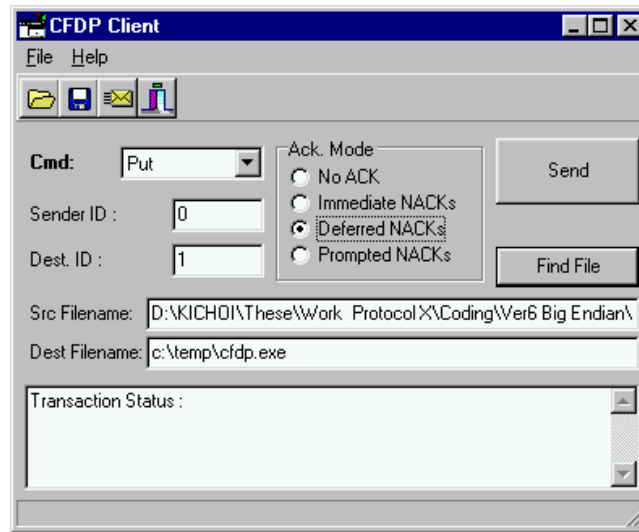 CFDP Client
File Help
Cmd: Put
Ack. Mode
No ACK
Immediate NACKs
Deferred NACKs
Prompted NACKs
Send
Sender ID : 0
Dest. ID : 1
Find File
Src Filename: D:\KICHOI\These\Work Protocol X\Coding\Ver6 Big Endian\
Dest Filename: c:\temp\cfdp.exe
Transaction Status :